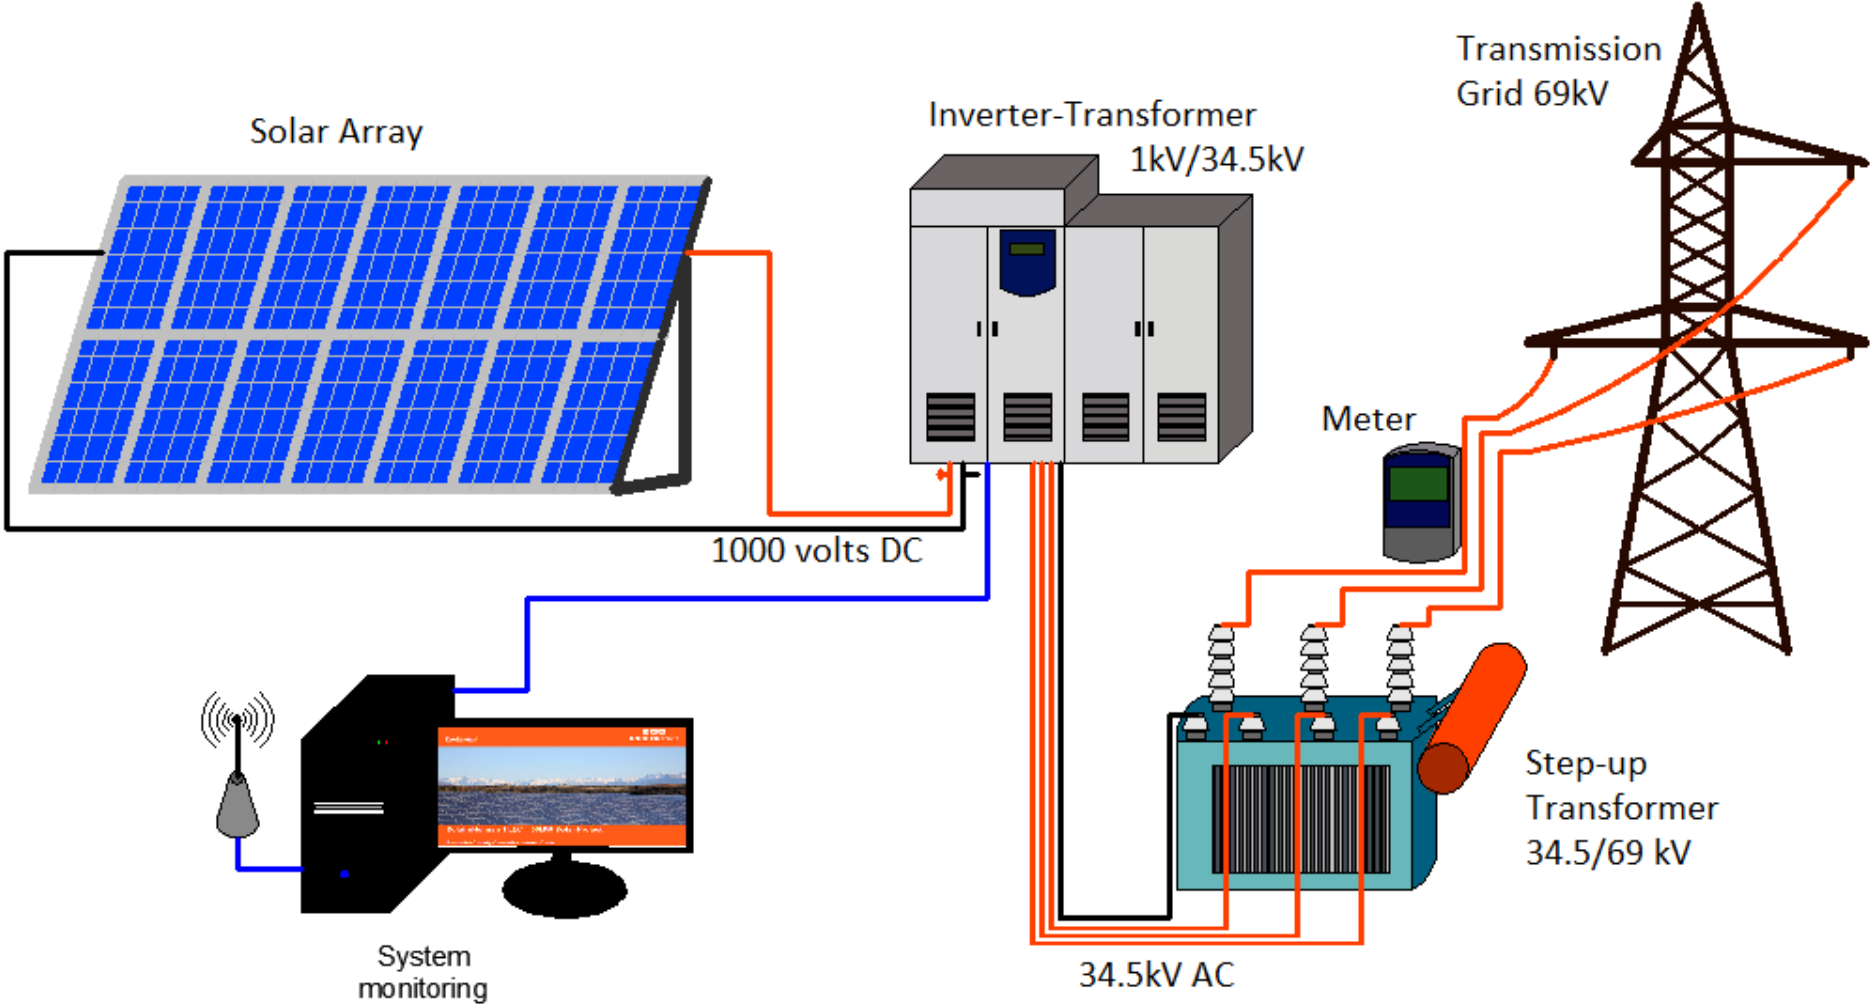 Transmission
Grid 69kV
Inverter-Transformer
1kV/34.5kV
Solar Array
Meter
1000 volts DC
Step-up
Transformer
34.5/69 kV
System
monitoring
34.5kV AC